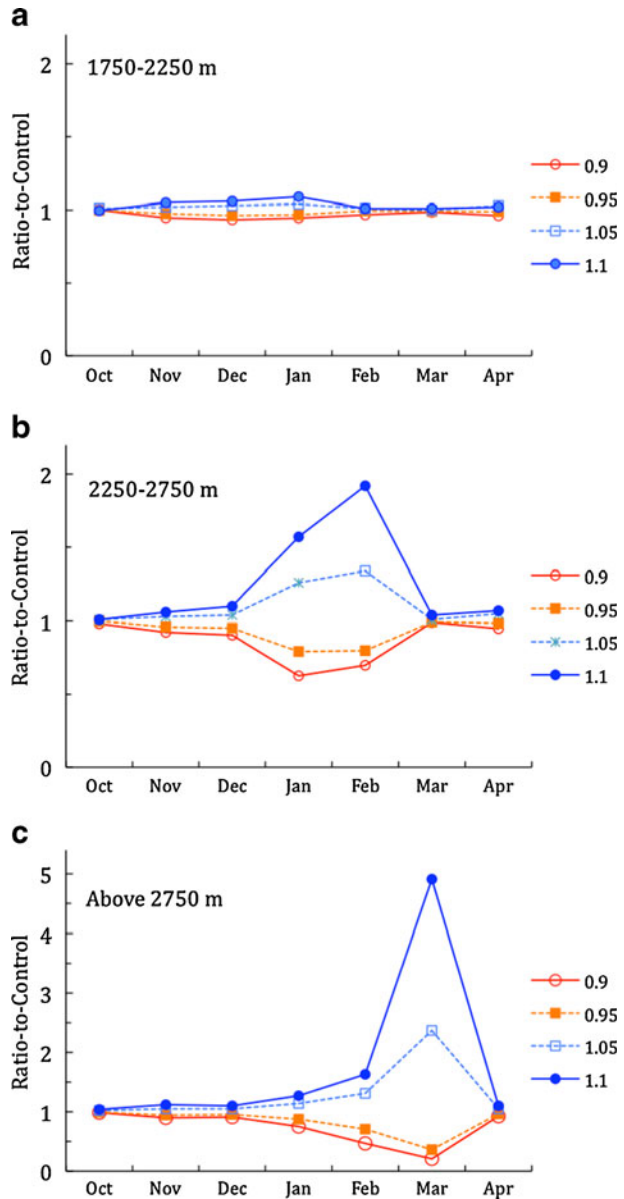 a
2
1750-2250 m
Ratio-to-Control
1
0
Oct Nov Dec Jan Feb Mar Apr
0.9
0.95
1.05
1.1
b
2
2250-2750 m
Ratio-to-Control
1
0
Oct Nov Dec Jan Feb Mar Apr
0.9
0.95
1.05
1.1
c
5
Above 2750 m
4
3
Ratio-to-Control
2
1
0
Oct Nov Dec Jan Feb Mar Apr
0.9
0.95
1.05
1.1